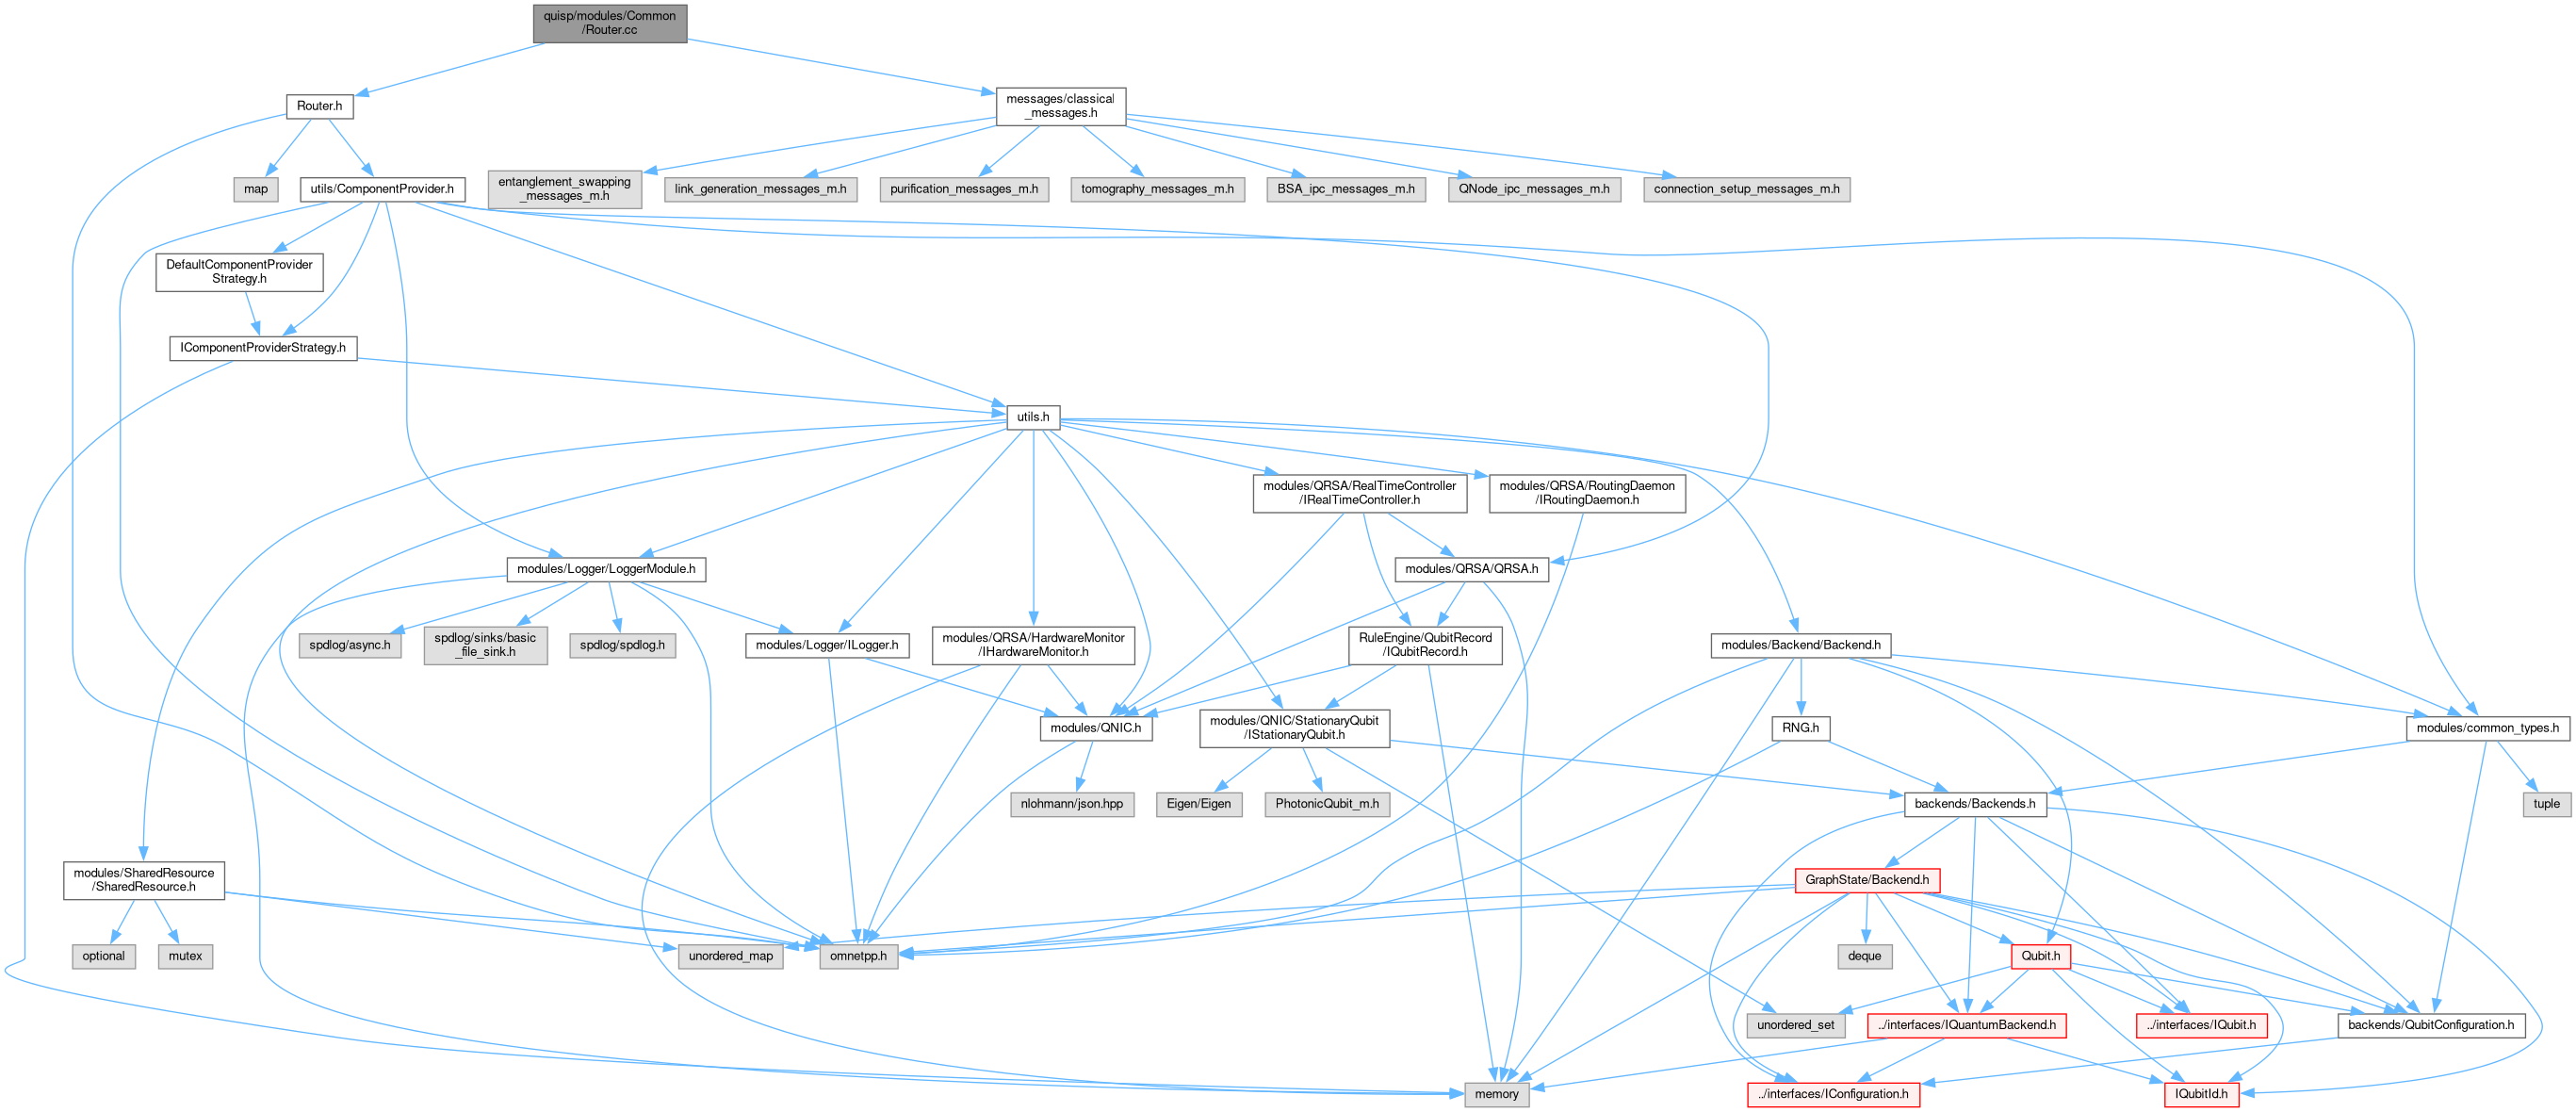 quisp/modules/Common
/Router.cc
Router.h
messages/classical
_messages.h
map
utils/ComponentProvider.h
entanglement_swapping
_messages_m.h
link_generation_messages_m.h
purification_messages_m.h
tomography_messages_m.h
BSA_ipc_messages_m.h
QNode_ipc_messages_m.h
connection_setup_messages_m.h
DefaultComponentProvider
Strategy.h
IComponentProviderStrategy.h
utils.h
modules/QRSA/RealTimeController
/IRealTimeController.h
modules/QRSA/RoutingDaemon
/IRoutingDaemon.h
modules/Logger/LoggerModule.h
modules/QRSA/QRSA.h
spdlog/async.h
spdlog/sinks/basic
_file_sink.h
spdlog/spdlog.h
modules/Logger/ILogger.h
modules/QRSA/HardwareMonitor
/IHardwareMonitor.h
RuleEngine/QubitRecord
/IQubitRecord.h
modules/Backend/Backend.h
modules/QNIC.h
modules/QNIC/StationaryQubit
/IStationaryQubit.h
RNG.h
modules/common_types.h
nlohmann/json.hpp
Eigen/Eigen
PhotonicQubit_m.h
backends/Backends.h
tuple
modules/SharedResource
/SharedResource.h
GraphState/Backend.h
optional
mutex
unordered_map
omnetpp.h
deque
Qubit.h
unordered_set
../interfaces/IQuantumBackend.h
../interfaces/IQubit.h
backends/QubitConfiguration.h
memory
../interfaces/IConfiguration.h
IQubitId.h